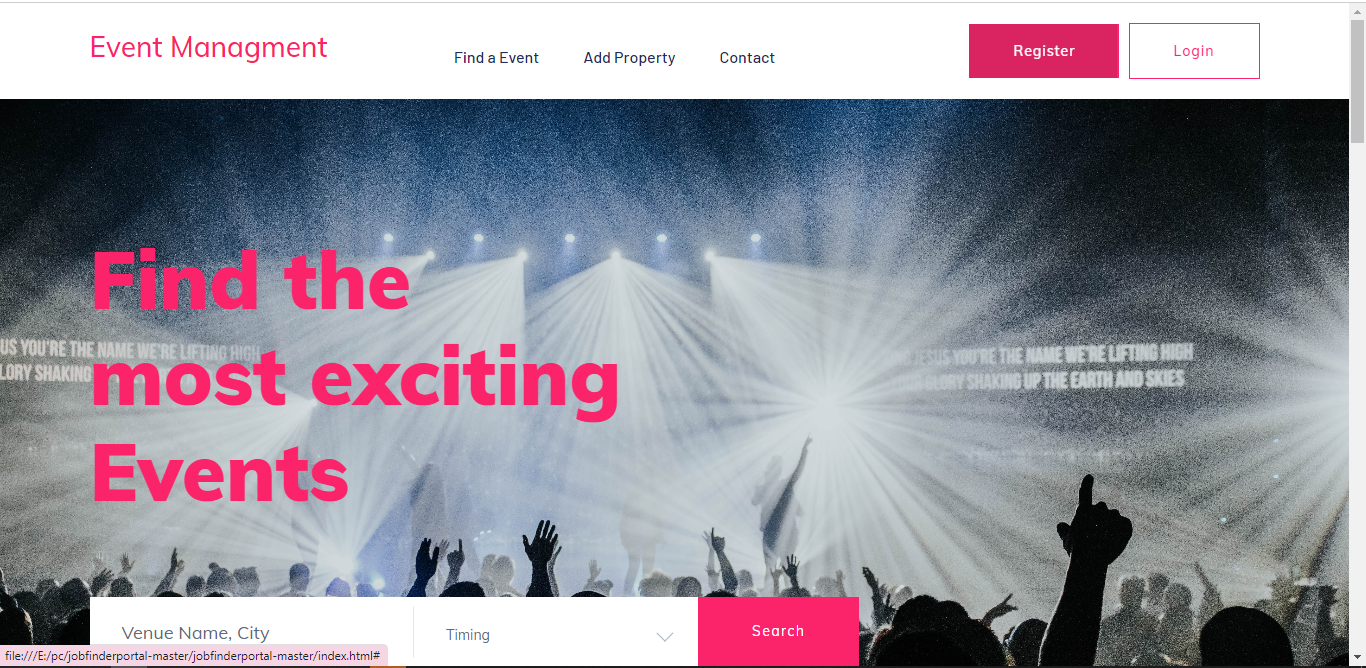 Event Managment
Find a Event
Add Property
Contact
Register
Login
Find the
most exciting
Events
US YOU'RE THE NAME WE'RE LIFTING HIGH
LORY SHAKING
YOU'RE THE NAME WE'RE LIFTING HIGH
GLORY SHAKING UP THE EARTH AND SKIES
Venue Name, City
Timing
Search
file:///E:/pc/jobfinderportal-master/jobfinderportal-master/index.html#